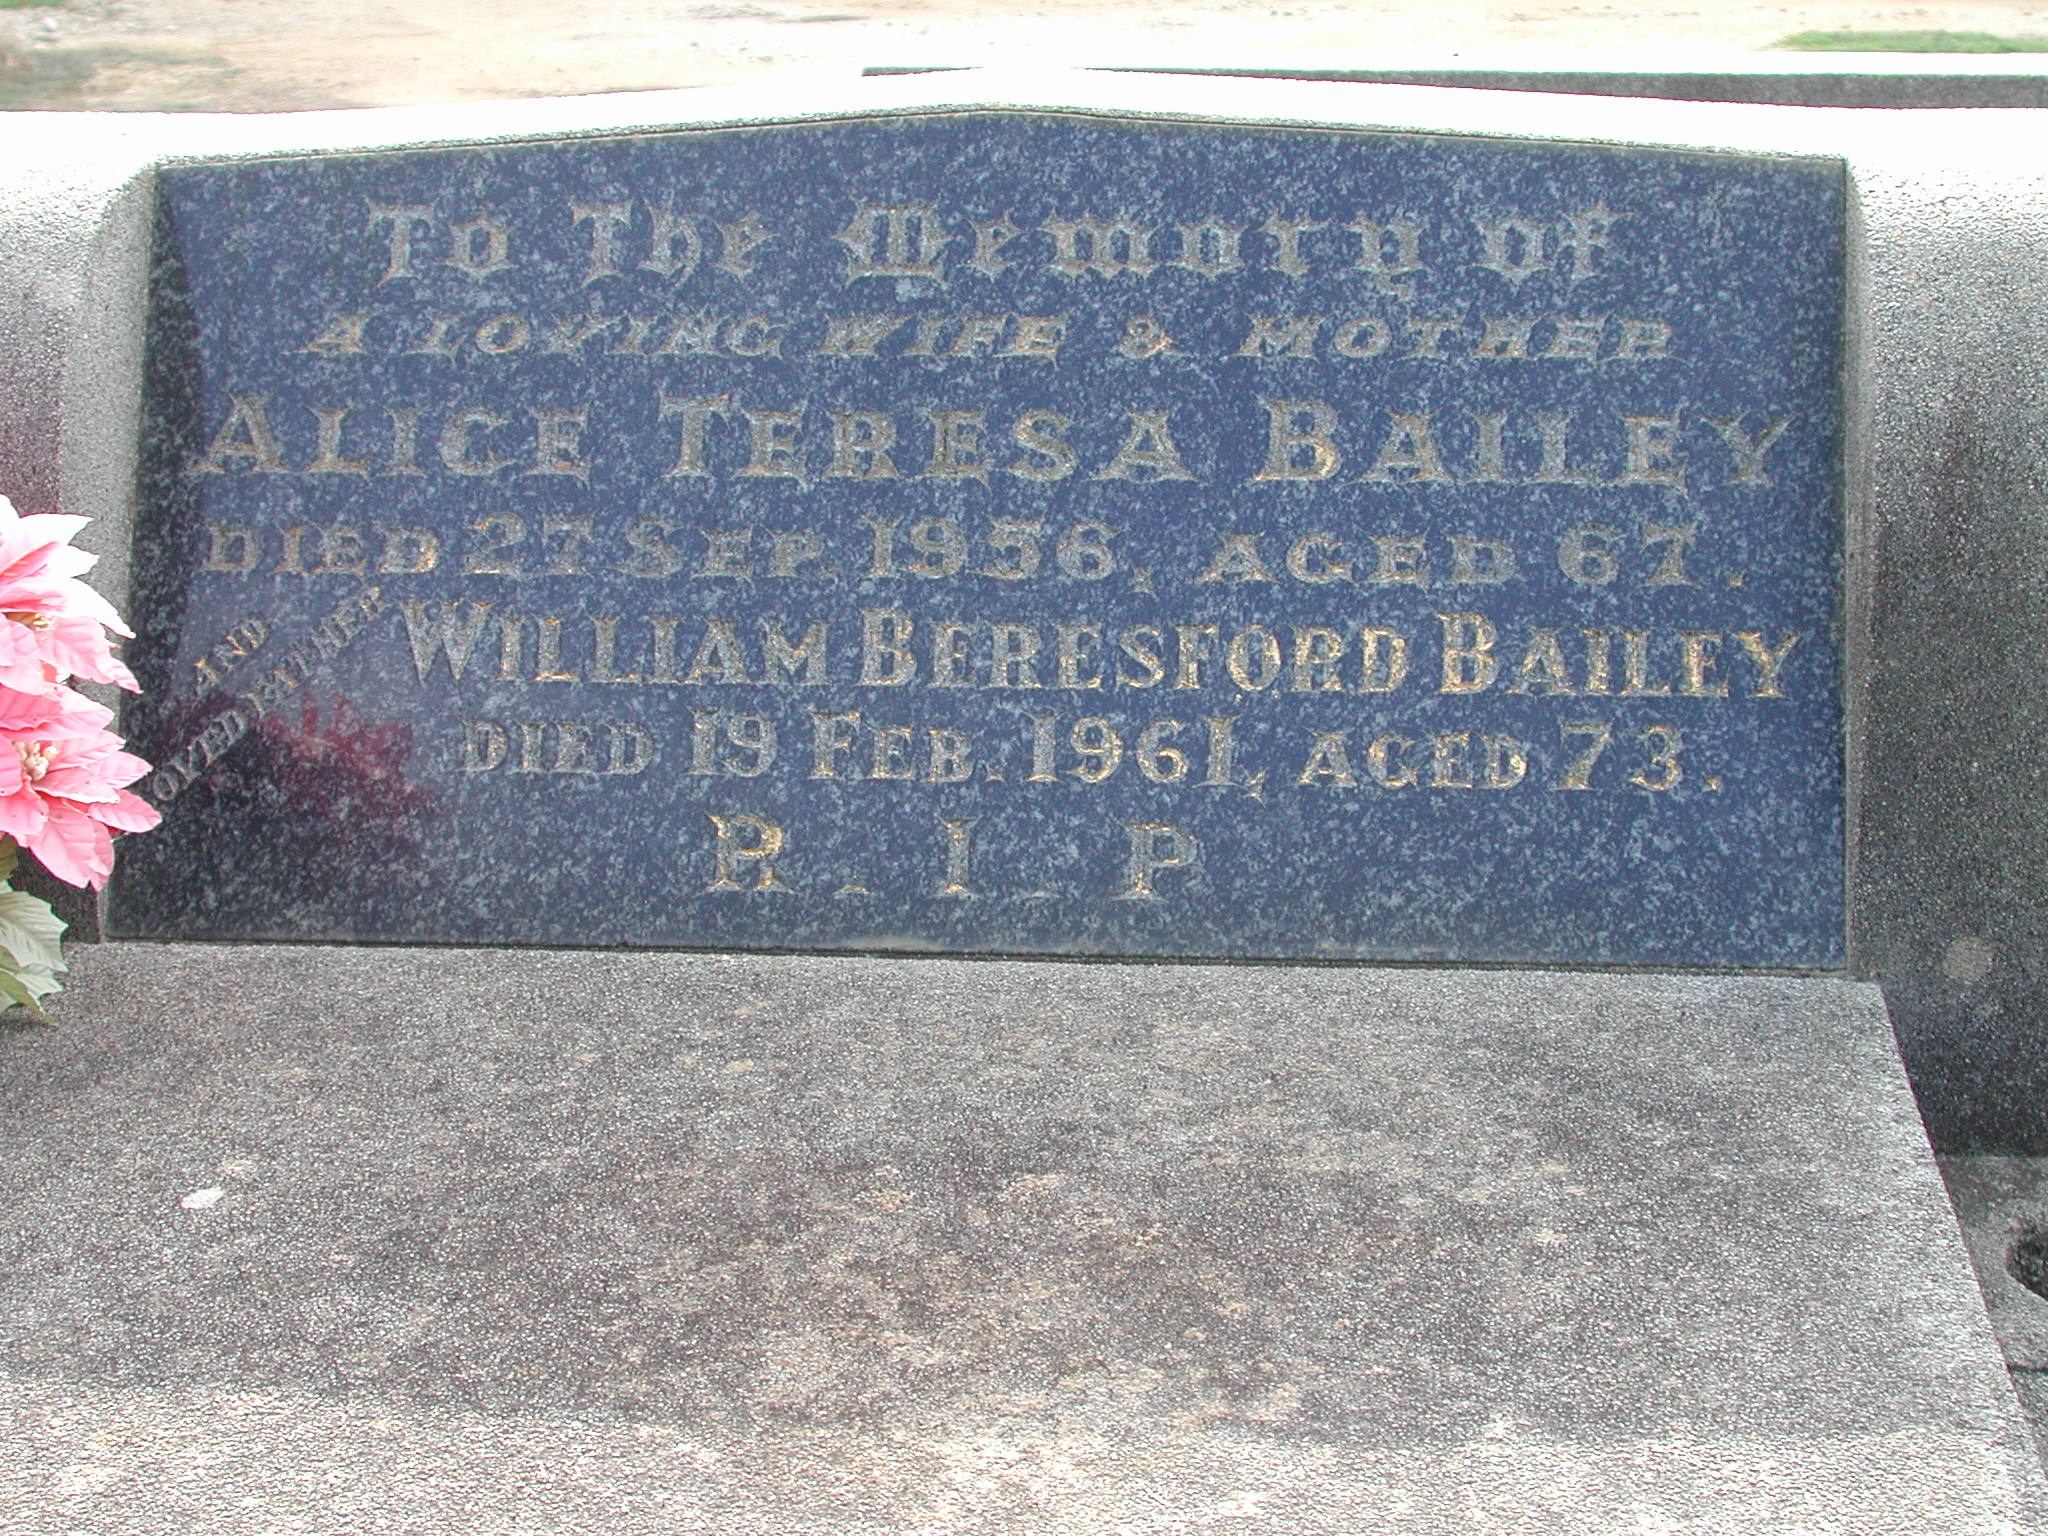 To The Memory of
A LOVING WIFE & MOTHER
ALICE TERESA BAILEY
DIED 27 SEP. 1956, AGED 67.
AND
FATHER
WILLIAM BERESFORD BAILEY
DIED 19 FEB. 1961, AGED 73.
R. I. P